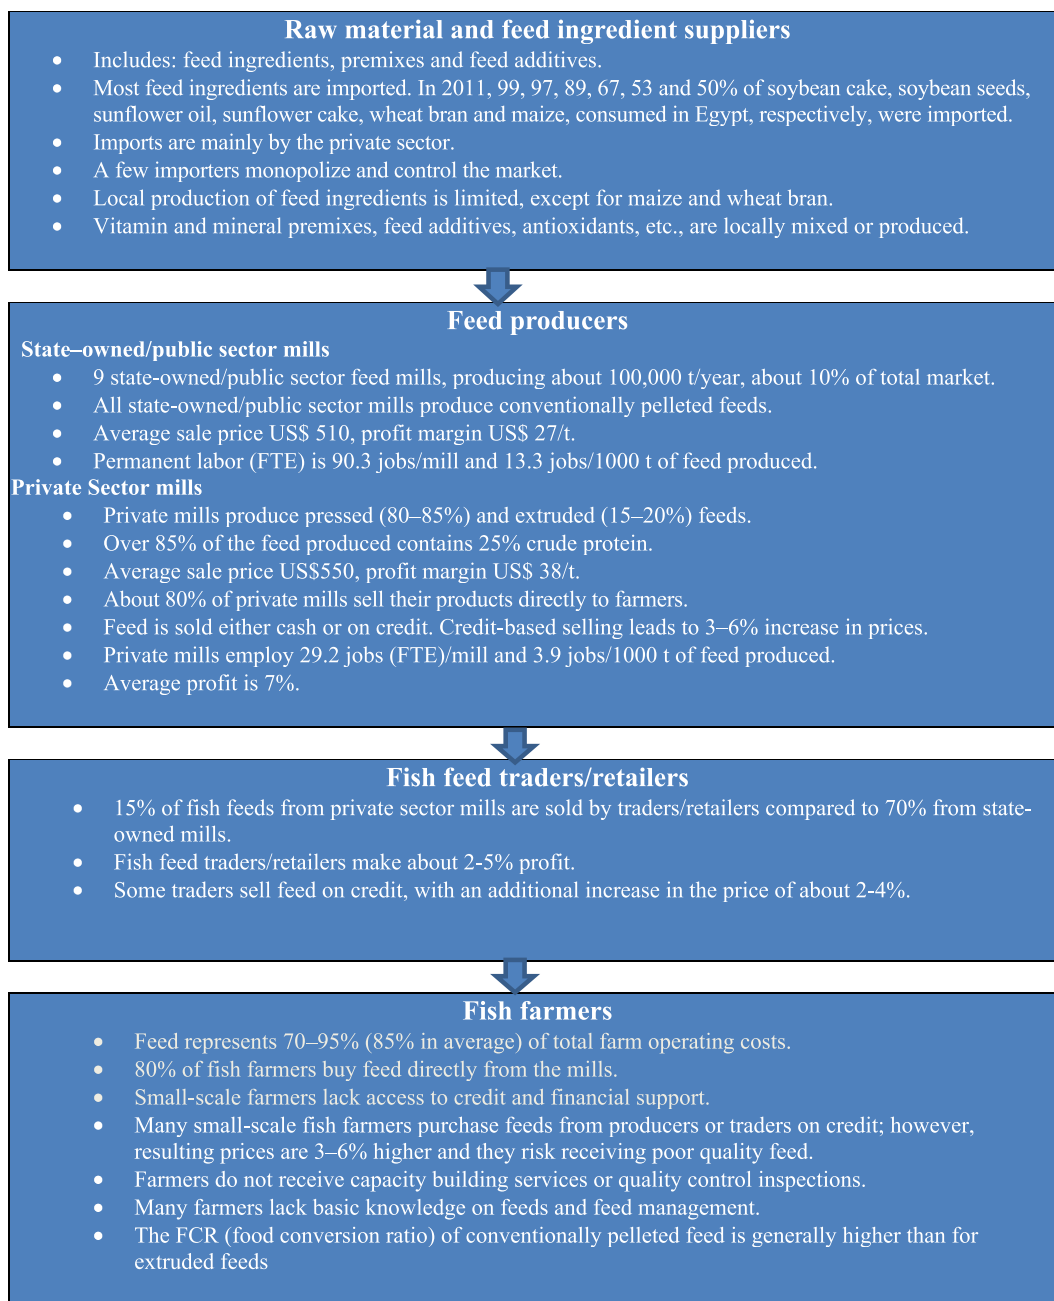 Raw material and feed ingredient suppliers
• Includes: feed ingredients, premixes and feed additives.
• Most feed ingredients are imported. In 2011, 99, 97, 89, 67, 53 and 50% of soybean cake, soybean seeds,
sunflower oil, sunflower cake, wheat bran and maize, consumed in Egypt, respectively, were imported.
• Imports are mainly by the private sector.
• A few importers monopolize and control the market.
• Local production of feed ingredients is limited, except for maize and wheat bran.
• Vitamin and mineral premixes, feed additives, antioxidants, etc., are locally mixed or produced.
Feed producers
State–owned/public sector mills
• 9 state-owned/public sector feed mills, producing about 100,000 t/year, about 10% of total market.
• All state-owned/public sector mills produce conventionally pelleted feeds.
• Average sale price US$ 510, profit margin US$ 27/t.
• Permanent labor (FTE) is 90.3 jobs/mill and 13.3 jobs/1000 t of feed produced.
Private Sector mills
• Private mills produce pressed (80–85%) and extruded (15–20%) feeds.
• Over 85% of the feed produced contains 25% crude protein.
• Average sale price US$550, profit margin US$ 38/t.
• About 80% of private mills sell their products directly to farmers.
• Feed is sold either cash or on credit. Credit-based selling leads to 3–6% increase in prices.
• Private mills employ 29.2 jobs (FTE)/mill and 3.9 jobs/1000 t of feed produced.
• Average profit is 7%.
Fish feed traders/retailers
• 15% of fish feeds from private sector mills are sold by traders/retailers compared to 70% from state-
owned mills.
• Fish feed traders/retailers make about 2-5% profit.
• Some traders sell feed on credit, with an additional increase in the price of about 2-4%.
Fish farmers
• Feed represents 70–95% (85% in average) of total farm operating costs.
• 80% of fish farmers buy feed directly from the mills.
• Small-scale farmers lack access to credit and financial support.
• Many small-scale fish farmers purchase feeds from producers or traders on credit; however,
resulting prices are 3–6% higher and they risk receiving poor quality feed.
• Farmers do not receive capacity building services or quality control inspections.
• Many farmers lack basic knowledge on feeds and feed management.
• The FCR (food conversion ratio) of conventionally pelleted feed is generally higher than for
extruded feeds